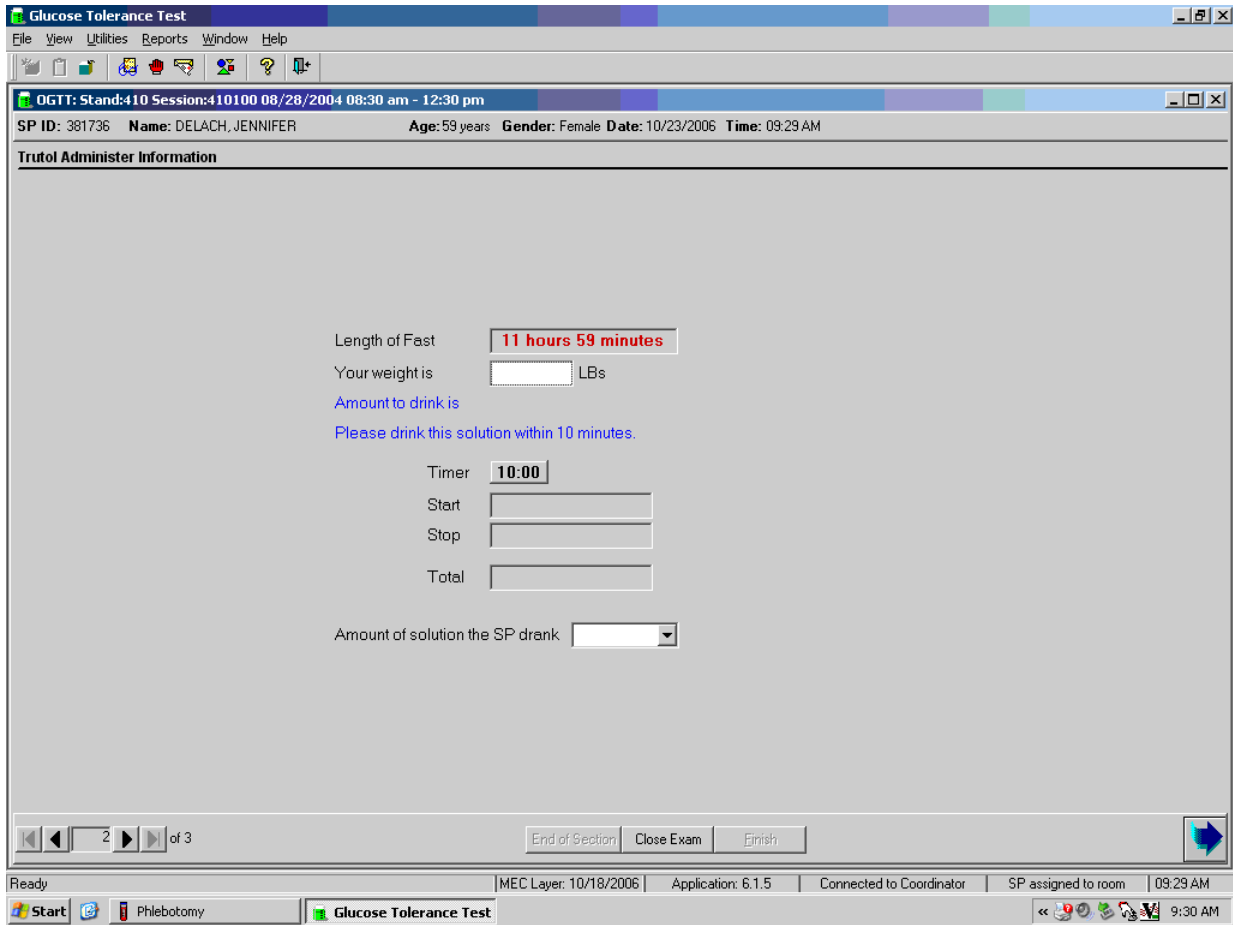 Glucose Tolerance Test
File View Utilities Reports Window Help
OGTT: Stand:410 Session:410100 08/28/2004 08:30 am - 12:30 pm
SP ID: 381736 Name: DELACH, JENNIFER Age: 59 years Gender: Female Date: 10/23/2006 Time: 09:29 AM
Trutol Administer Information
Length of Fast 11 hours 59 minutes
Your weight is LBs
Amount to drink is
Please drink this solution within 10 minutes.
Timer 10:00
Start
Stop
Total
Amount of solution the SP drank
2 of 3 End of Section Close Exam Finish
Ready MEC Layer: 10/18/2006 Application: 6.1.5 Connected to Coordinator SP assigned to room 09:29 AM
Start Phlebotomy Glucose Tolerance Test « 9:30 AM